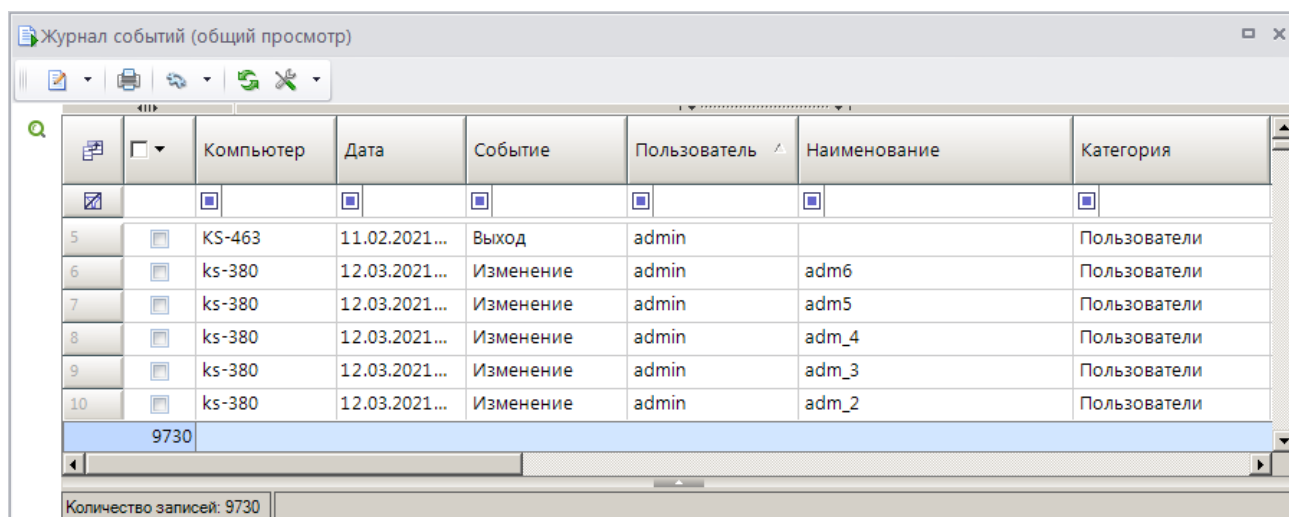 Журнал событий (общий просмотр)
Компьютер Дата Событие Пользователь Наименование Категория
5 KS-463 11.02.2021... Выход admin Пользователи
6 ks-380 12.03.2021... Изменение admin adm6 Пользователи
7 ks-380 12.03.2021... Изменение admin adm5 Пользователи
8 ks-380 12.03.2021... Изменение admin adm_4 Пользователи
9 ks-380 12.03.2021... Изменение admin adm_3 Пользователи
10 ks-380 12.03.2021... Изменение admin adm_2 Пользователи
9730
Количество записей: 9730